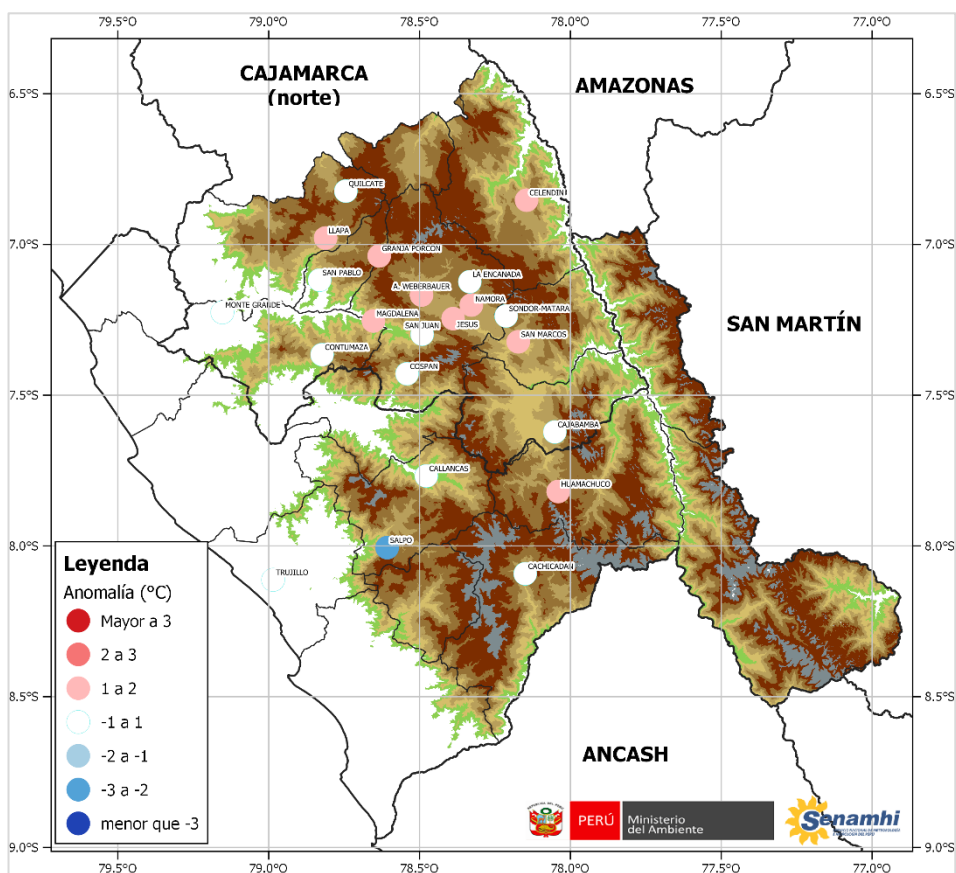 79.5°S
79.0°S
78.5°S
78.0°S
77.5°S
77.0°S
CAJAMARCA
(norte)
AMAZONAS
6.5°S
6.5°S
QUILCATE
CELENDIN
LLAPA
7.0°S
7.0°S
GRANJA PORCON
SAN PABLO
LA ENCANADA
A. WEBERBAUER
NAMORA
MONTE GRANDE
SONDOR-MATARA
MAGDALENA
SAN JUAN
JESUS
SAN MARCOS
SAN MARTÍN
CONTUMAZA
COSPAN
7.5°S
7.5°S
CAJABAMBA
CALLANCAS
HUAMACHUCO
8.0°S
8.0°S
SALPO
TRUJILLO
CACHICADAN
Leyenda
Anomalía (°C)
Mayor a 3
2 a 3
1 a 2
-1 a 1
-2 a -1
-3 a -2
menor que -3
8.5°S
8.5°S
ANCASH
PERÚ
Ministerio
del Ambiente
Senamhi
9.0°S
9.0°S
79.5°S
79.0°S
78.5°S
78.0°S
77.5°S
77.0°S